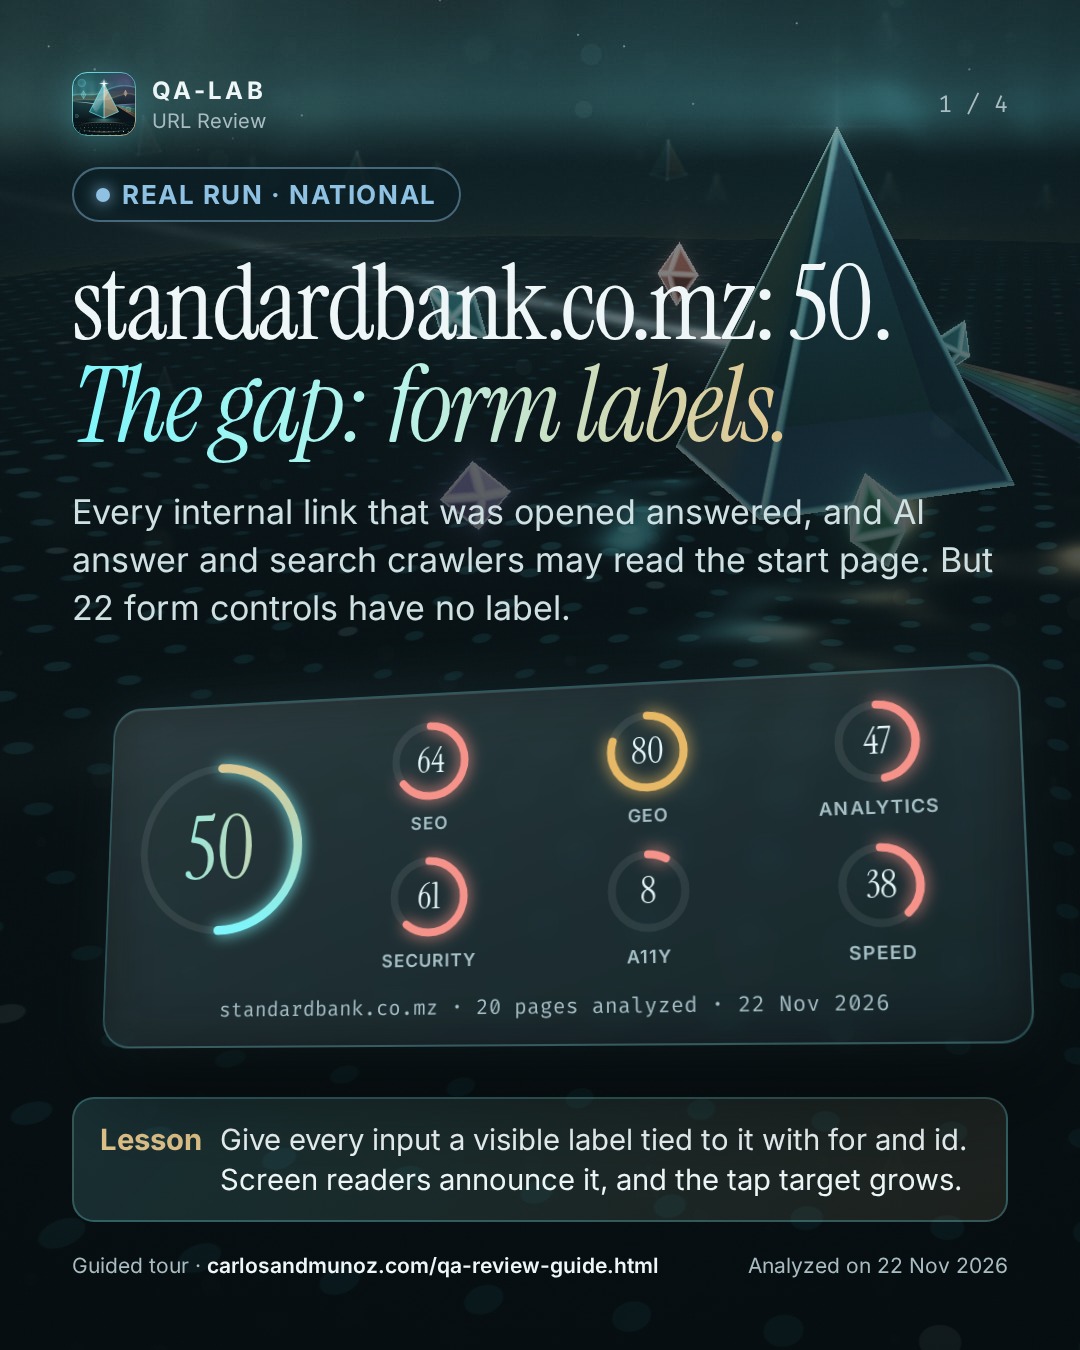 QA-LAB
URL Review
1 / 4
REAL RUN · NATIONAL
standardbank.co.mz: 50.
The gap: form labels.
Every internal link that was opened answered, and AI
answer and search crawlers may read the start page. But
22 form controls have no label.
50
64
SEO
80
GEO
47
ANALYTICS
61
SECURITY
8
A11Y
38
SPEED
standardbank.co.mz · 20 pages analyzed · 22 Nov 2026
Lesson Give every input a visible label tied to it with for and id.
Screen readers announce it, and the tap target grows.
Guided tour · carlosandmunoz.com/qa-review-guide.html
Analyzed on 22 Nov 2026